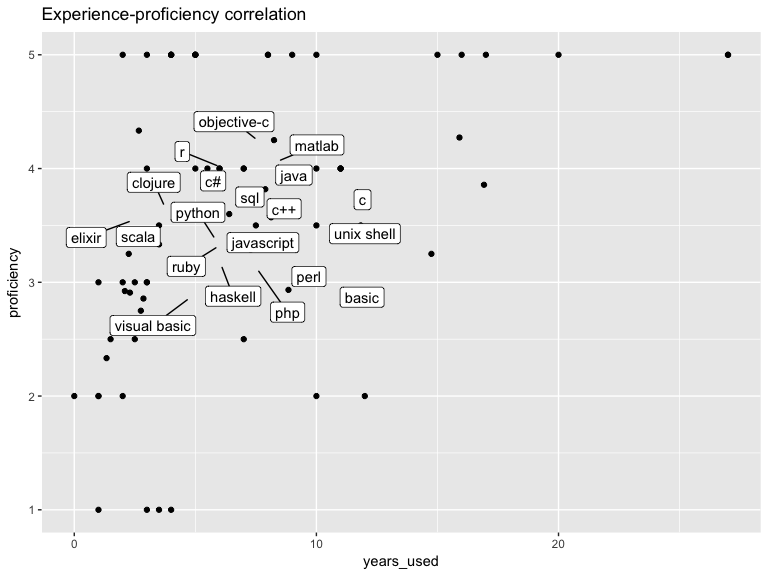 Experience-proficiency correlation
5
objective-c
matlab
r
4
java
clojure
c#
sql
c
python
c++
elixir
scala
unix shell
javascript
ruby
3
perl
haskell
basic
php
visual basic
2
1
0
10
20
years_used
proficiency